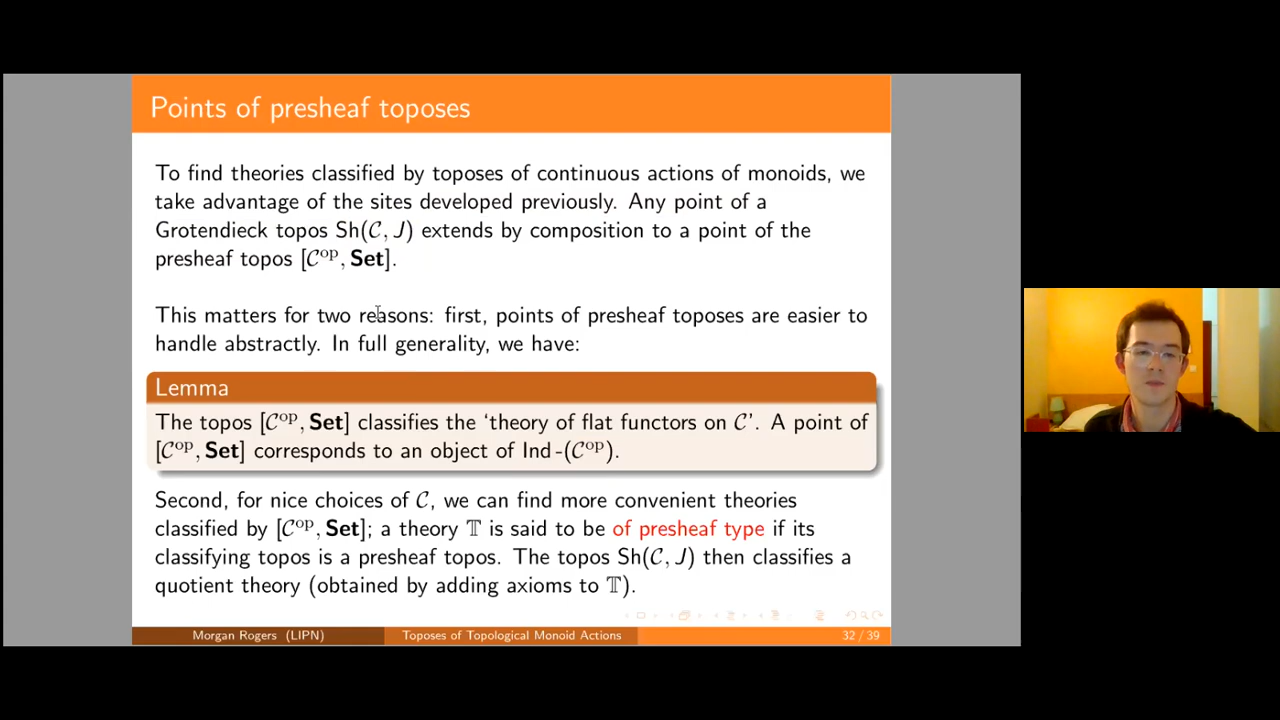 Points of presheaf toposes
To find theories classified by toposes of continuous actions of monoids, we
take advantage of the sites developed previously. Any point of a
Grotendieck topos Sh(𝒞, J) extends by composition to a point of the
presheaf topos [𝒞ᵒᵖ, Set].
This matters for two reasons: first, points of presheaf toposes are easier to
handle abstractly. In full generality, we have:
Lemma
The topos [𝒞ᵒᵖ, Set] classifies the ‘theory of flat functors on 𝒞’. A point of
[𝒞ᵒᵖ, Set] corresponds to an object of Ind-(𝒞ᵒᵖ).
Second, for nice choices of 𝒞, we can find more convenient theories
classified by [𝒞ᵒᵖ, Set]; a theory 𝕋 is said to be of presheaf type if its
classifying topos is a presheaf topos. The topos Sh(𝒞, J) then classifies a
quotient theory (obtained by adding axioms to 𝕋).
Morgan Rogers (LIPN) Toposes of Topological Monoid Actions 32 / 39